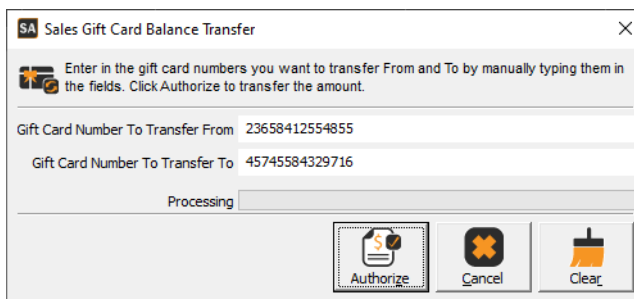 SA Sales Gift Card Balance Transfer
Enter in the gift card numbers you want to transfer From and To by manually typing them in
the fields. Click Authorize to transfer the amount.
Gift Card Number To Transfer From 23658412554855
Gift Card Number To Transfer To 45745584329716
Processing
Authorize Cancel Clear